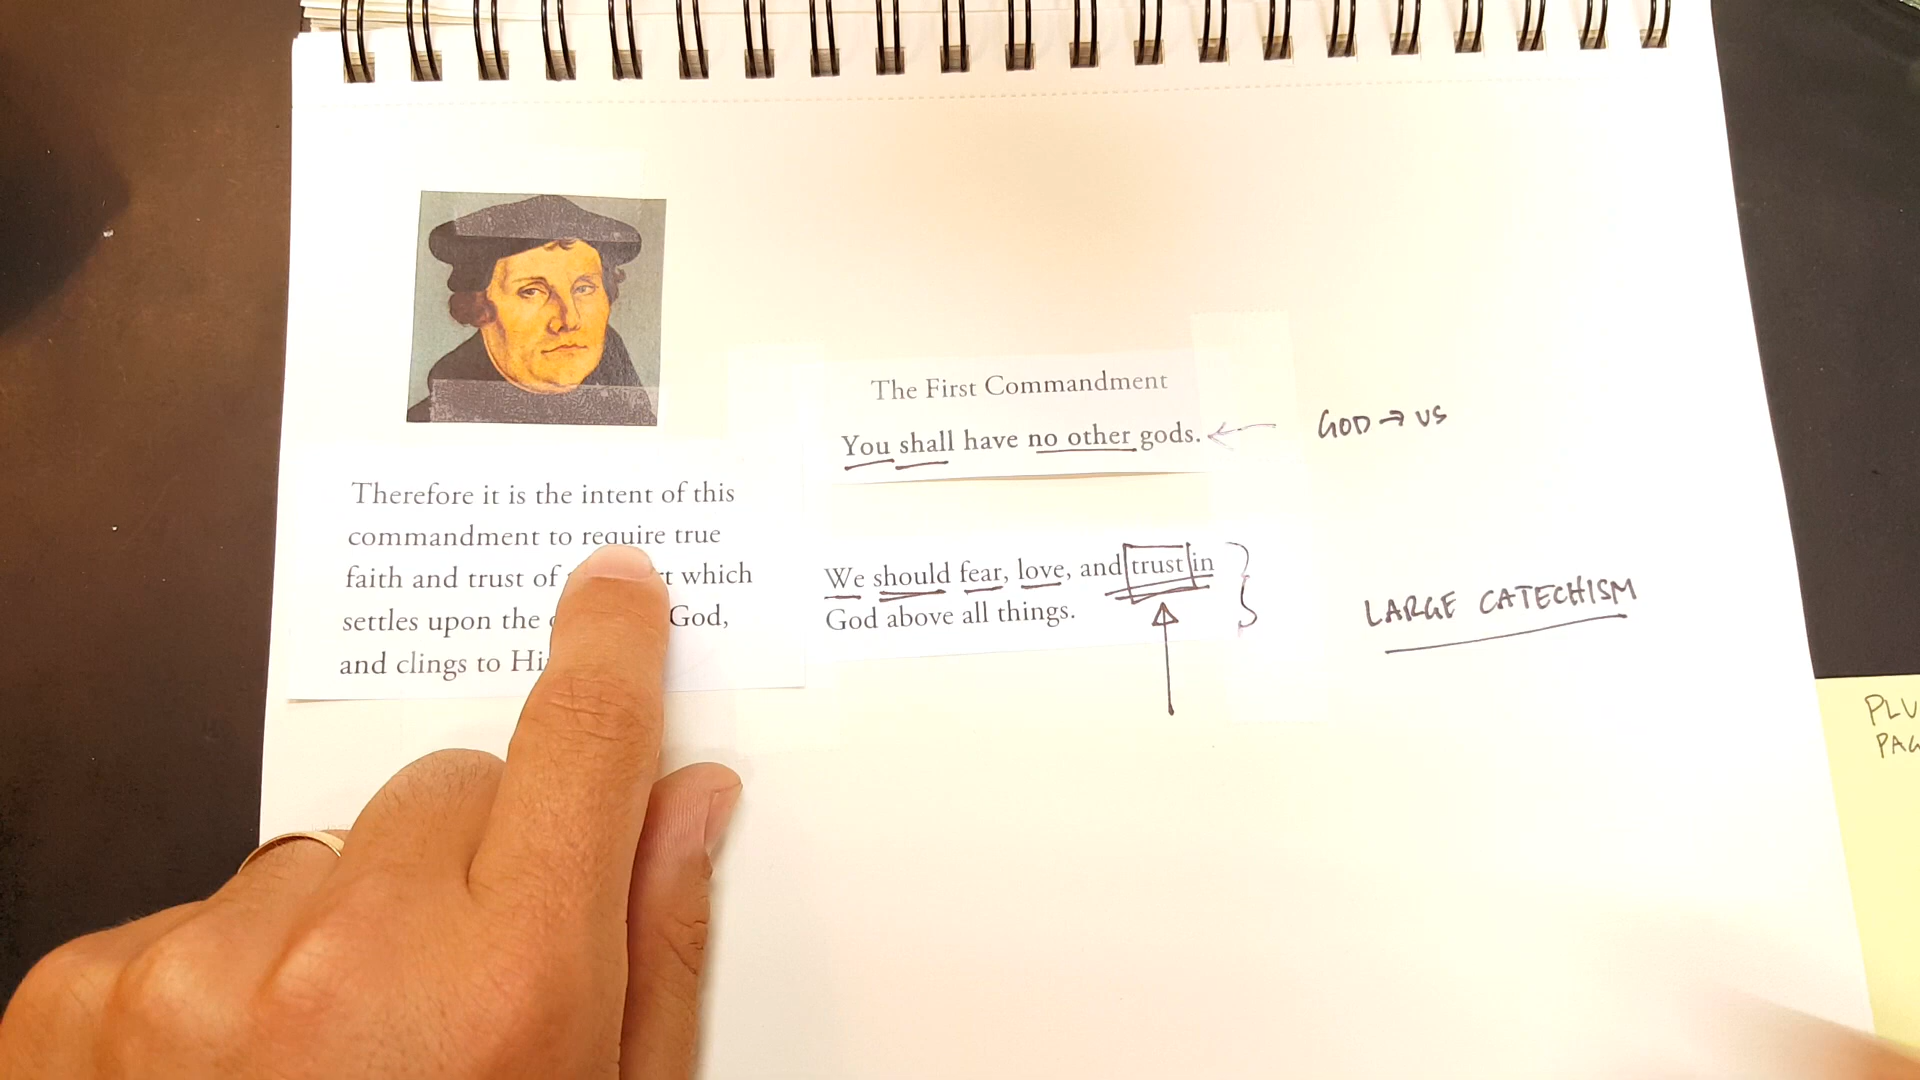 The First Commandment
You shall have no other gods.
GOD → US
Therefore it is the intent of this
commandment to require true
faith and trust of which
settles upon the God,
and clings to
We should fear, love, and trust in
God above all things.
LARGE CATECHISM